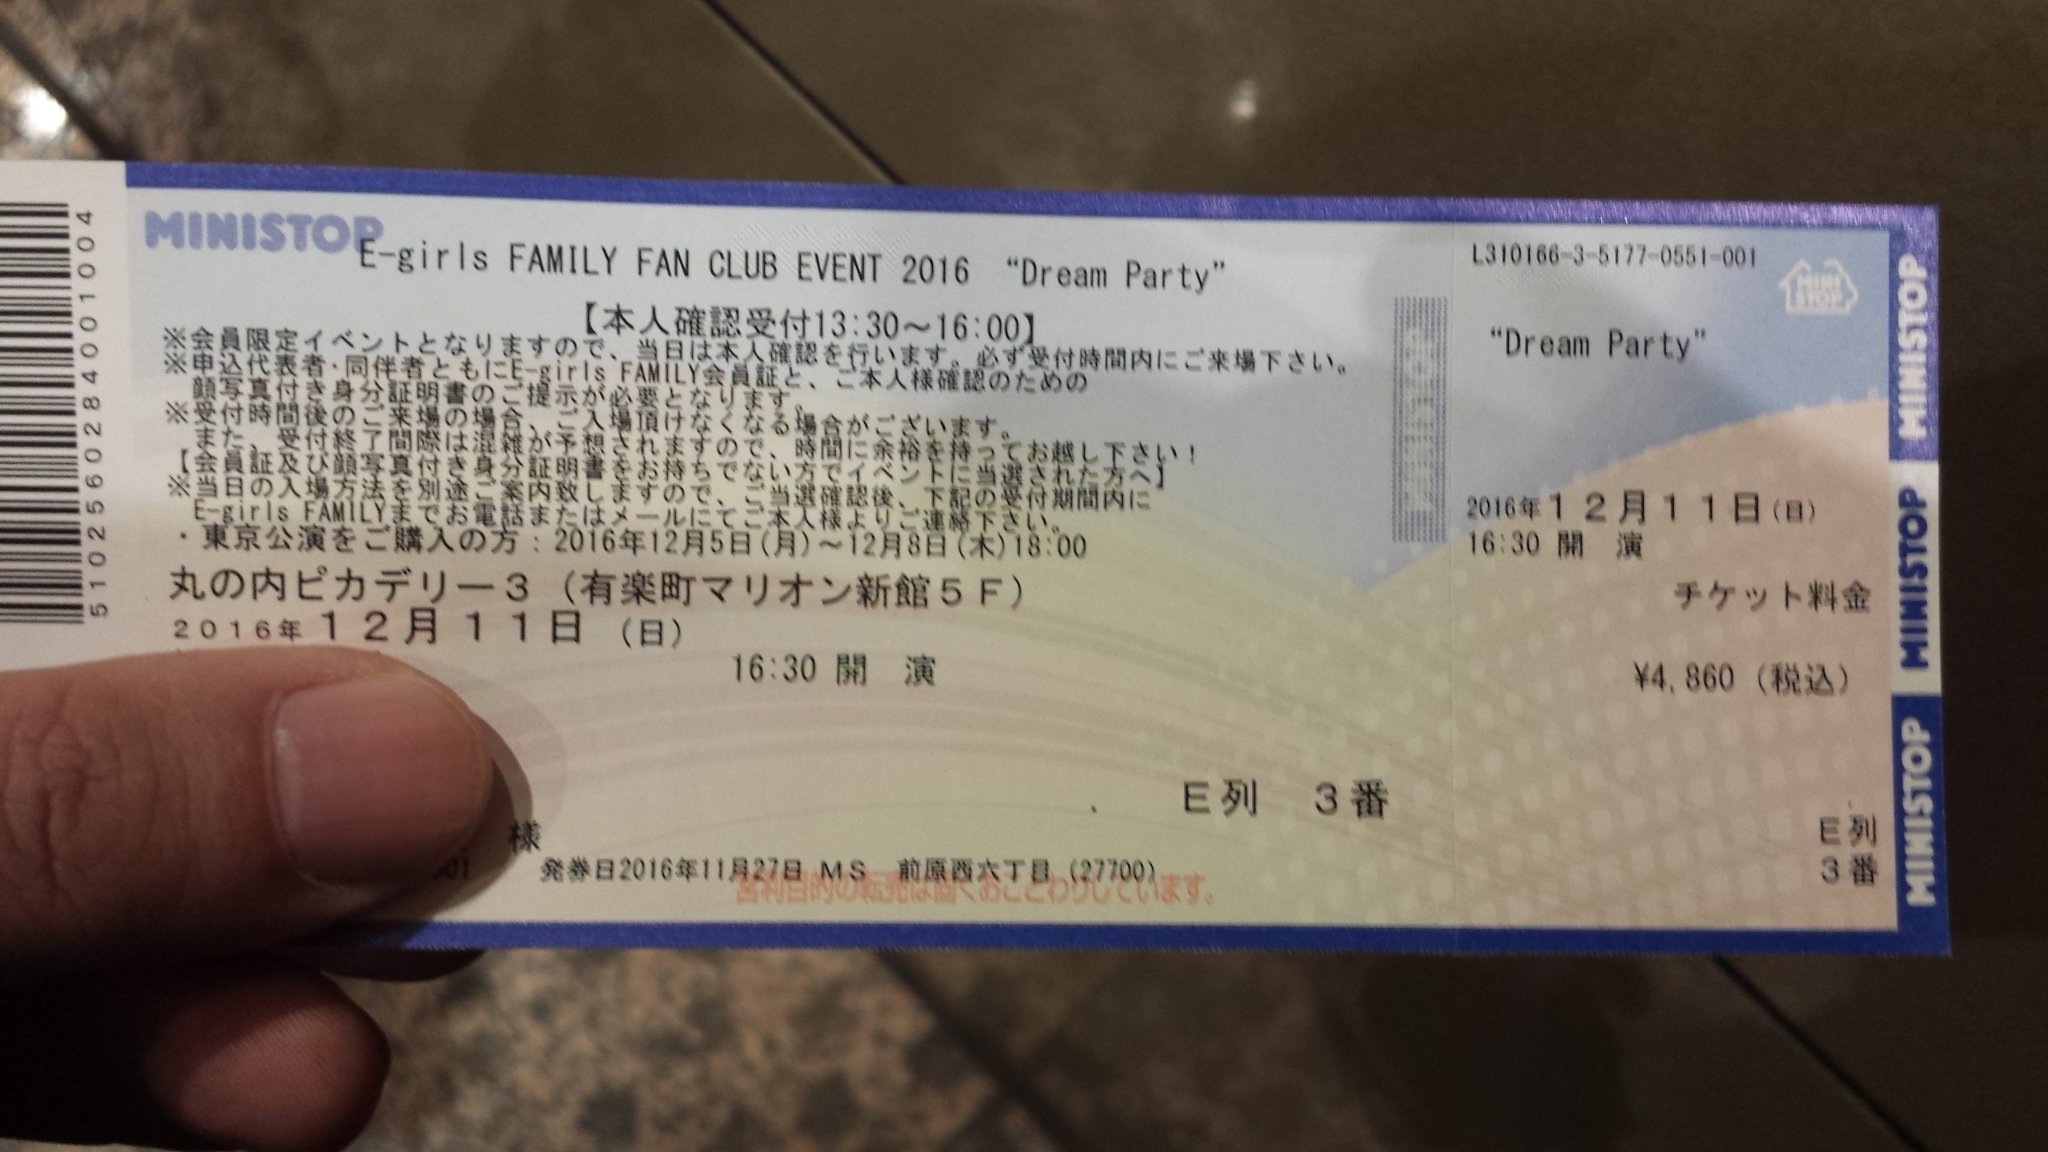 MINISTOP
E-girls FAMILY FAN CLUB EVENT 2016 “Dream Party”
【本人確認受付13:30〜16:00】
※会員限定イベントとなりますので、当日は本人確認を行います。必ず受付時間内にご来場下さい。
※申込代表者・同伴者ともにE-girls FAMILY会員証と、ご本人様確認のための
顔写真付き身分証明書のご提示が必要となります。
※受付時間後のご来場の場合、ご入場頂けなくなる場合がございます。
また、受付終了間際は混雑が予想されますので、時間に余裕を持ってお越し下さい！
【会員証及び顔写真付き身分証明書をお持ちでない方でイベントに当選された方へ】
※当日の入場方法を別途ご案内致しますので、ご当選確認後、下記の受付期間内に
E-girls FAMILYまでお電話またはメールにてご本人様よりご連絡下さい。
・東京公演をご購入の方：2016年12月5日(月)〜12月8日(木)18:00
丸の内ピカデリー３（有楽町マリオン新館５Ｆ）
２０１６年１２月１１日（日）
16:30 開　演
Ｅ列　３番
様
001 発券日2016年11月27日 ＭＳ　前原西六丁目（27700）
営利目的の転売は固くおことわりしています。
5102560284001004
L310166-3-5177-0551-001
MINI STOP
“Dream Party”
2016年１２月１１日（日）
16:30 開　演
チケット料金
¥4,860（税込）
Ｅ列
３番
MINISTOP
MINISTOP
MINISTOP